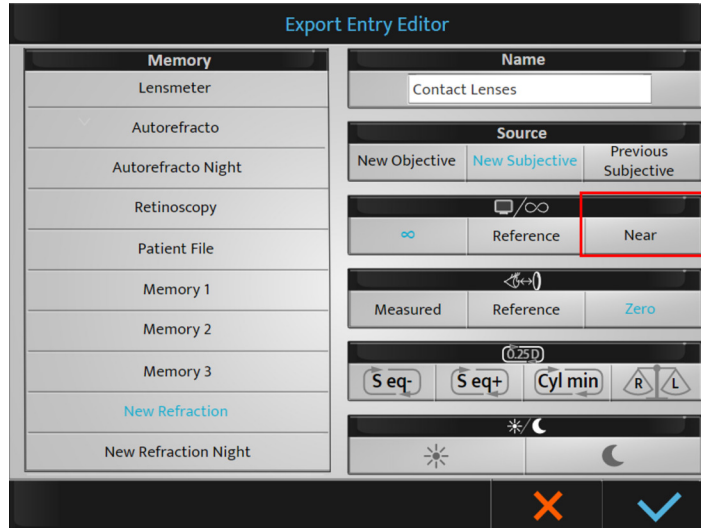 Export Entry Editor
Memory
Lensmeter
Autorefracto
Autorefracto Night
Retinoscopy
Patient File
Memory 1
Memory 2
Memory 3
New Refraction
New Refraction Night
Name
Contact Lenses
Source
New Objective New Subjective Previous Subjective
/∞
∞ Reference Near
Measured Reference Zero
0.25D
S eq- S eq+ Cyl min R L
/